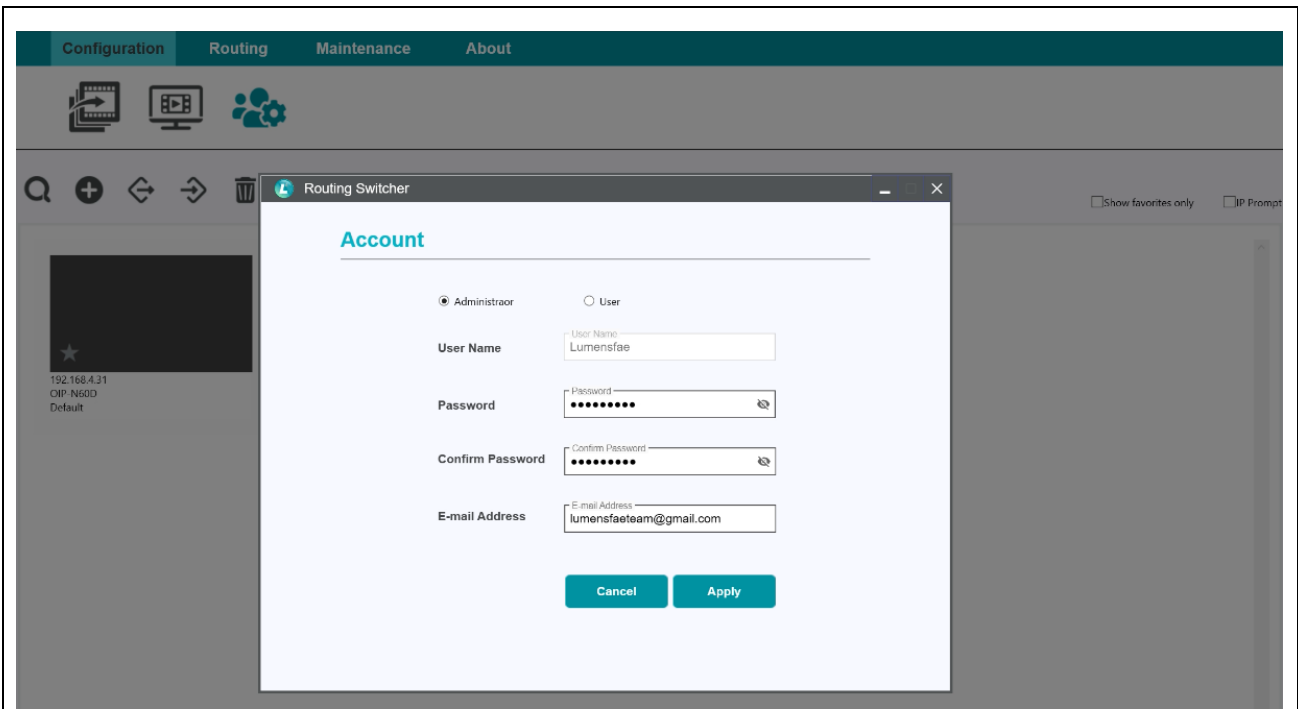 Configuration Routing Maintenance About
Routing Switcher
Show favorites only IP Prompt
Account
Administraor User
User Name
User Name
Lumensfae
192.168.4.31
OIP-N60D
Default
Password
Password
•••••••••
Confirm Password
Confirm Password
•••••••••
E-mail Address
E-mail Address
lumensfaeteam@gmail.com
Cancel Apply